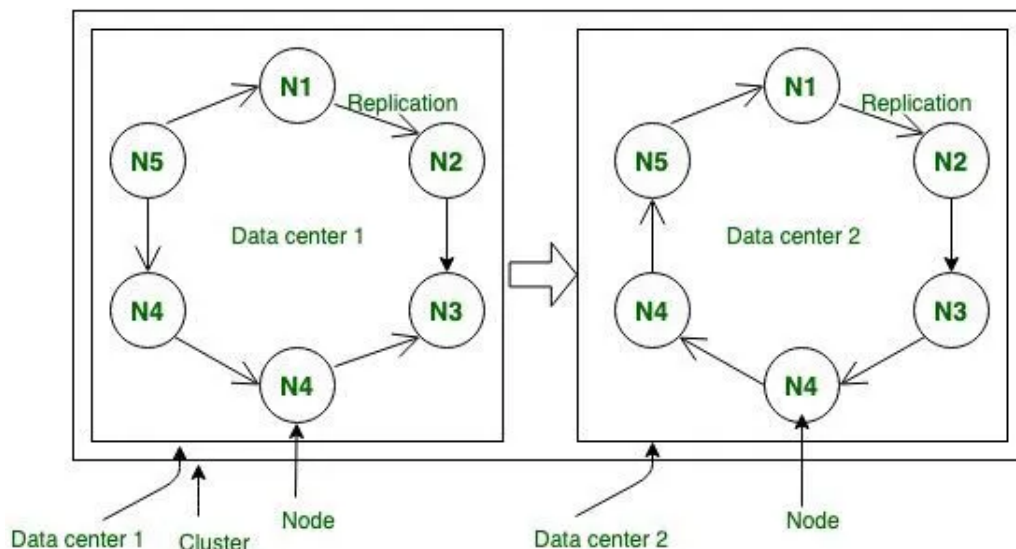 N1
Replication
N5
N2
Data center 1
N4
N3
N4
N1
Replication
N5
N2
Data center 2
N4
N3
N4
Data center 1
Cluster
Node
Data center 2
Node